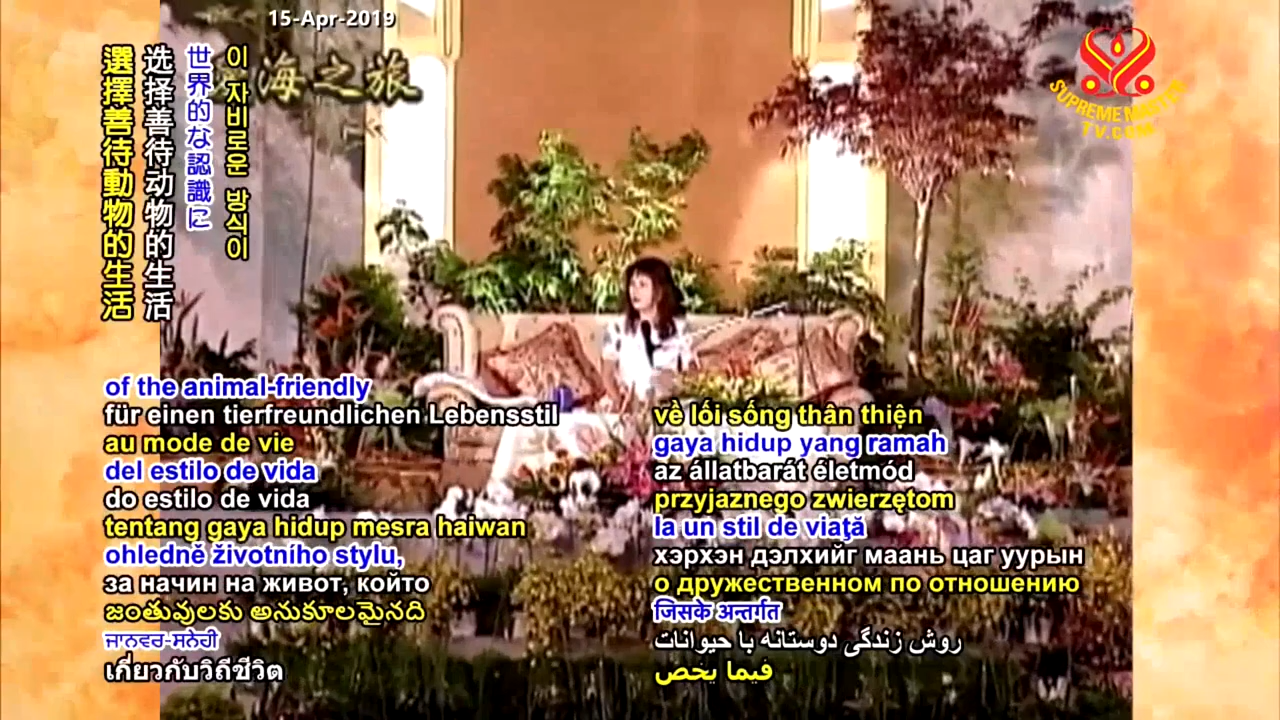 15-Apr-2019
海之旅
SUPREME MASTER
TV.COM
이 자비로운 방식이
世界的な認識に
选择善待动物的生活
選擇善待動物的生活
of the animal-friendly
für einen tierfreundlichen Lebensstil
au mode de vie
del estilo de vida
do estilo de vida
tentang gaya hidup mesra haiwan
ohledně životního stylu,
за начин на живот, който
జంతువులకు అనుకూలమైనది
ਜਾਨਵਰ-ਸਨੇਹੀ
เกี่ยวกับวิถีชีวิต
về lối sống thân thiện
gaya hidup yang ramah
az állatbarát életmód
przyjaznego zwierzętom
la un stil de viaţă
хэрхэн дэлхийг маань цаг уурын
о дружественном по отношению
जिसके अन्तर्गत
روش زندگی دوستانه با حیوانات
فيما يخص